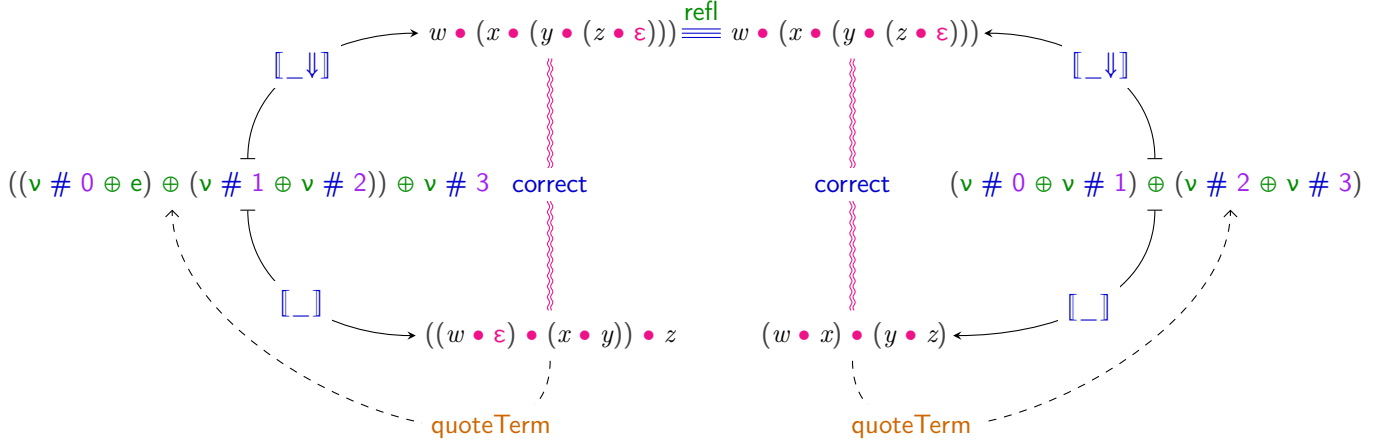 refl
w • (x • (y • (z • ε))) ≡ w • (x • (y • (z • ε)))
⟦_⇓⟧ ⟦_⇓⟧
((ν # 0 ⊕ e) ⊕ (ν # 1 ⊕ ν # 2)) ⊕ ν # 3 correct correct (ν # 0 ⊕ ν # 1) ⊕ (ν # 2 ⊕ ν # 3)
⟦_⟧ ⟦_⟧
((w • ε) • (x • y)) • z (w • x) • (y • z)
quoteTerm quoteTerm